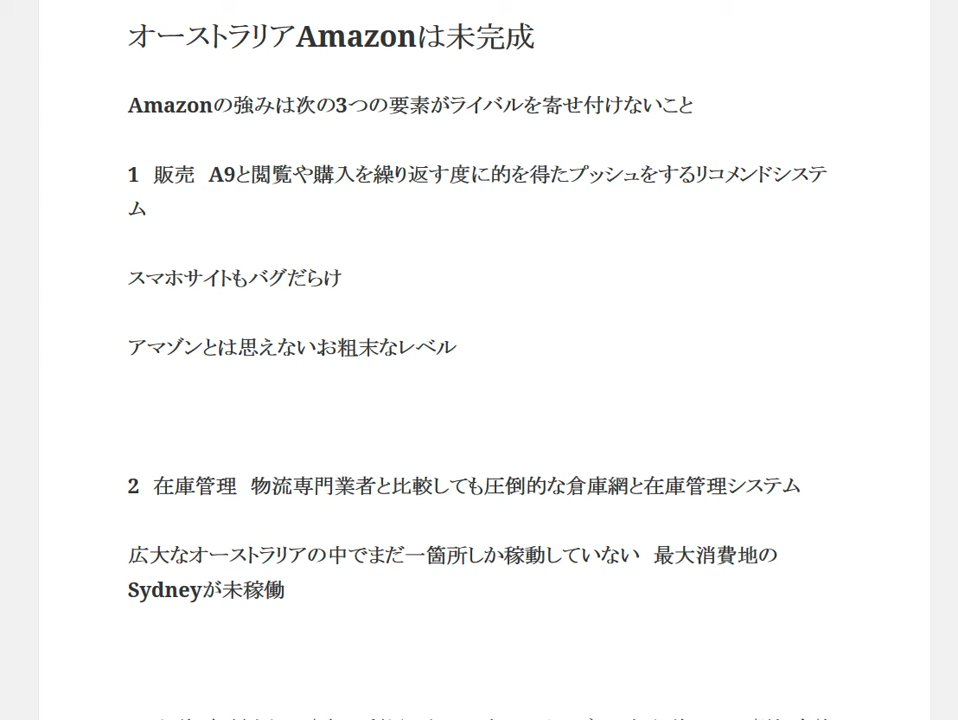 オーストラリアAmazonは未完成
Amazonの強みは次の3つの要素がライバルを寄せ付けないこと
1　販売　A9と閲覧や購入を繰り返す度に的を得たプッシュをするリコメンドシステ
ム
スマホサイトもバグだらけ
アマゾンとは思えないお粗末なレベル
2　在庫管理　物流専門業者と比較しても圧倒的な倉庫網と在庫管理システム
広大なオーストラリアの中でまだ一箇所しか稼動していない　最大消費地の
Sydneyが未稼働